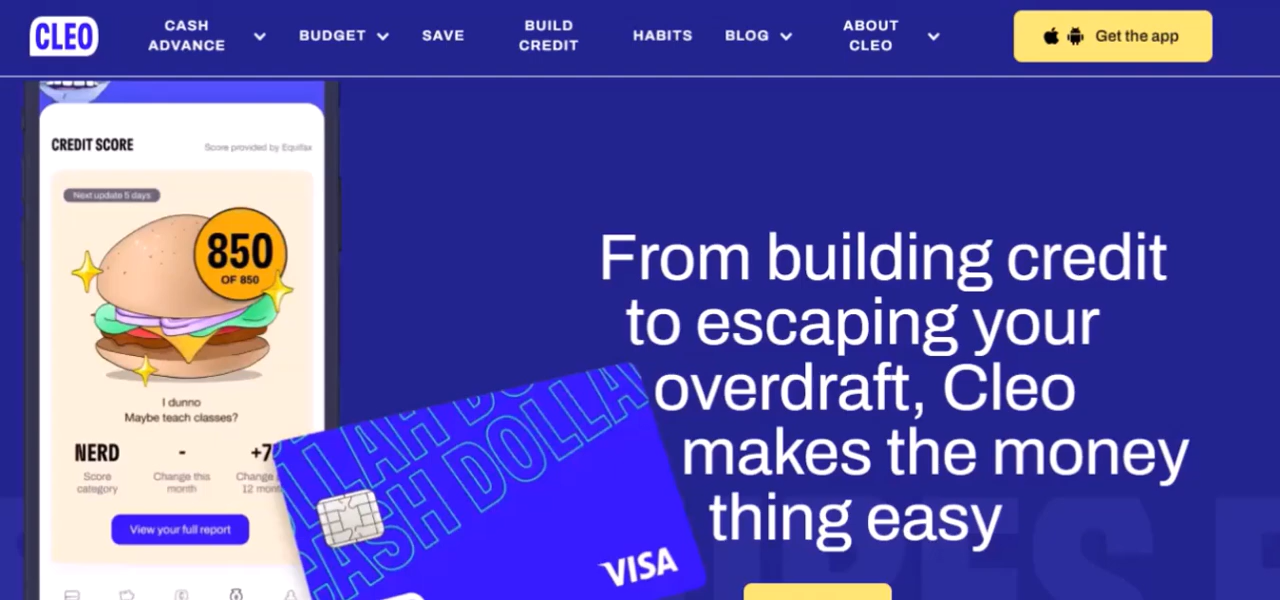 CLEO
CASH
ADVANCE
BUDGET
SAVE
BUILD
CREDIT
HABITS
BLOG
ABOUT
CLEO
Get the app
CREDIT SCORE
Score provided by Equifax
Next update 5 days
850
OF 850
I dunno
Maybe teach classes?
NERD
-
Score
category
Change this
month
View your full report
From building credit
to escaping your
overdraft, Cleo
makes the money
thing easy
CASH DOLLA
VISA